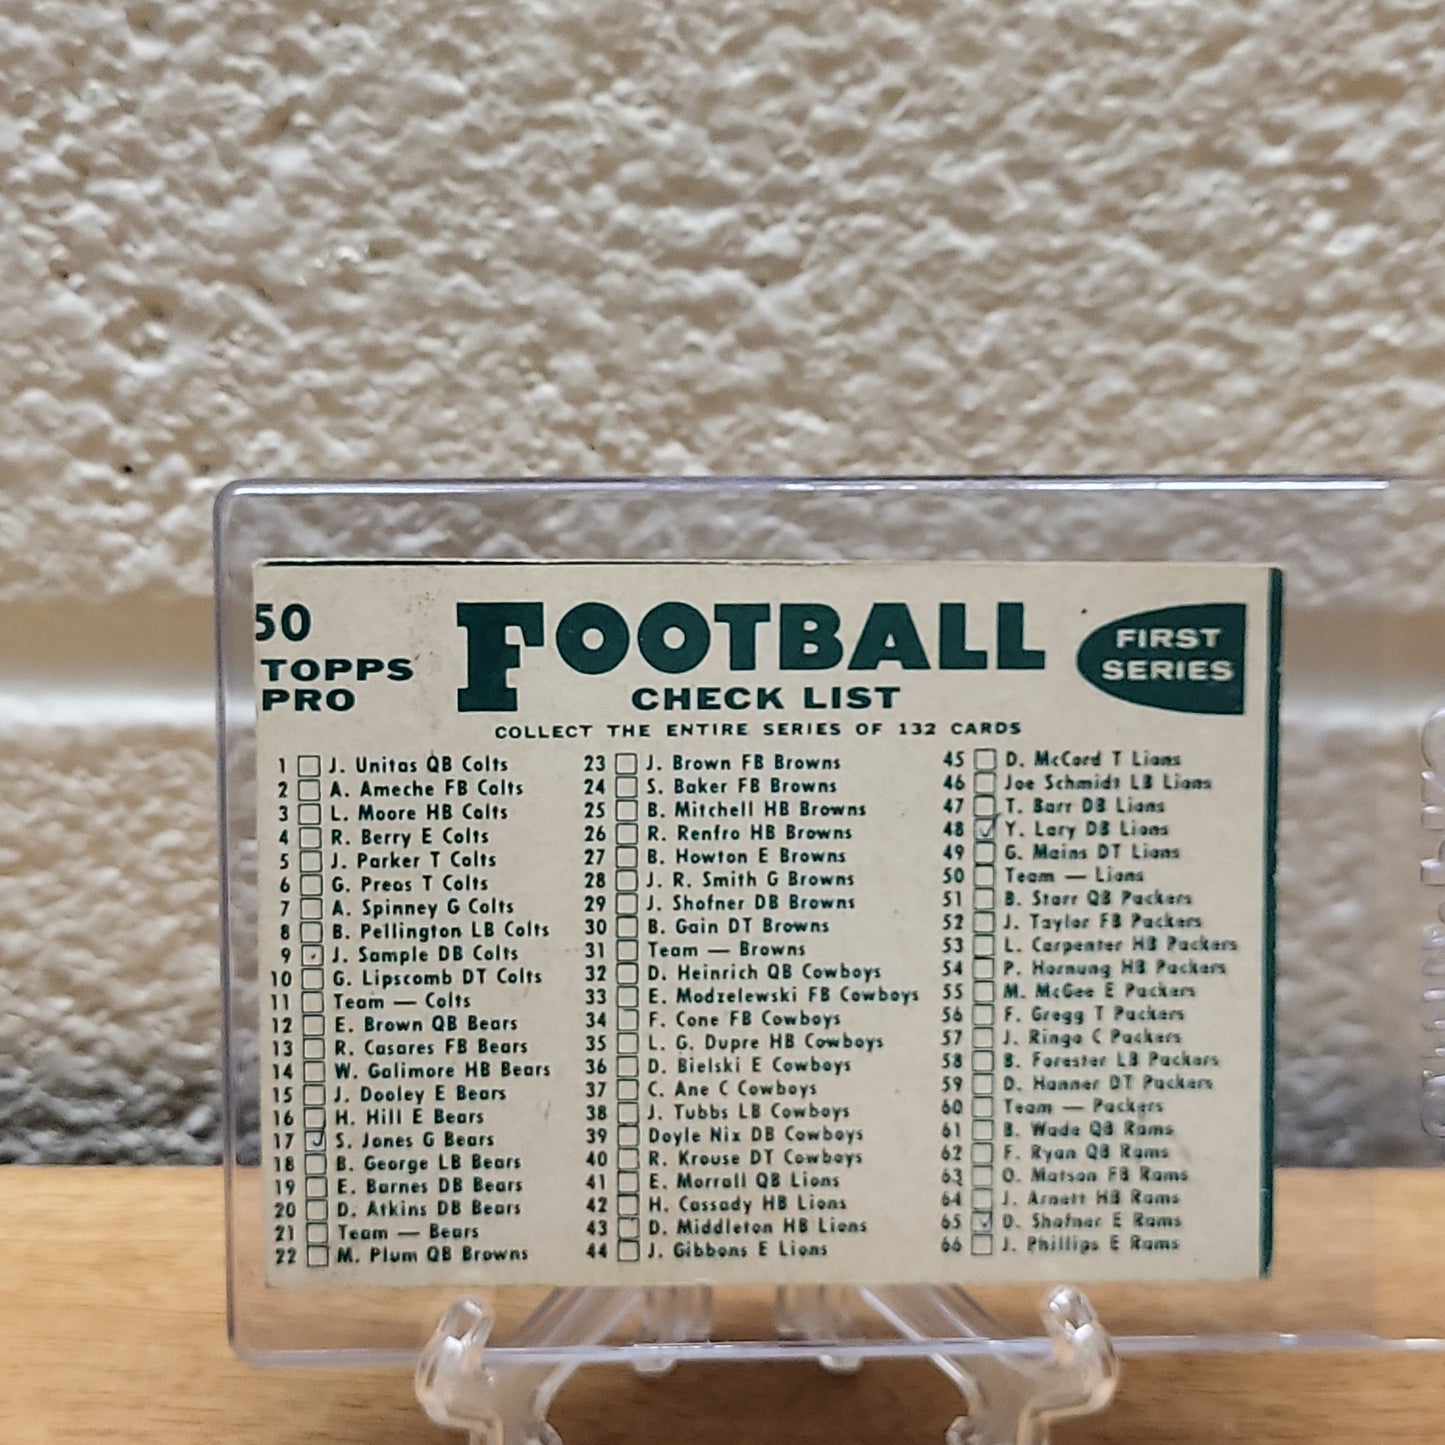 50
TOPPS
PRO
FOOTBALL
CHECK LIST
FIRST
SERIES
COLLECT THE ENTIRE SERIES OF 132 CARDS
1 J. Unitas QB Colts
2 A. Ameche FB Colts
3 L. Moore HB Colts
4 R. Berry E Colts
5 J. Parker T Colts
6 G. Preas T Colts
7 A. Spinney G Colts
8 B. Pellington LB Colts
9 J. Sample DB Colts
10 G. Lipscomb DT Colts
11 Team — Colts
12 E. Brown QB Bears
13 R. Casares FB Bears
14 W. Galimore HB Bears
15 J. Dooley E Bears
16 H. Hill E Bears
17 S. Jones G Bears
18 B. George LB Bears
19 E. Barnes DB Bears
20 D. Atkins DB Bears
21 Team — Bears
22 M. Plum QB Browns
23 J. Brown FB Browns
24 S. Baker FB Browns
25 B. Mitchell HB Browns
26 R. Renfro HB Browns
27 B. Howton E Browns
28 J. R. Smith G Browns
29 J. Shofner DB Browns
30 B. Gain DT Browns
31 Team — Browns
32 D. Heinrich QB Cowboys
33 E. Modzelewski FB Cowboys
34 F. Cone FB Cowboys
35 L. G. Dupre HB Cowboys
36 D. Bielski E Cowboys
37 C. Ane C Cowboys
38 J. Tubbs LB Cowboys
39 Doyle Nix DB Cowboys
40 R. Krouse DT Cowboys
41 E. Morrall QB Lions
42 H. Cassady HB Lions
43 D. Middleton HB Lions
44 J. Gibbons E Lions
45 D. McCord T Lions
46 Joe Schmidt LB Lions
47 T. Barr DB Lions
48 Y. Lary DB Lions
49 G. Mains DT Lions
50 Team — Lions
51 B. Starr QB Packers
52 J. Taylor FB Packers
53 L. Carpenter HB Packers
54 P. Hornung HB Packers
55 M. McGee E Packers
56 F. Gregg T Packers
57 J. Ringo C Packers
58 B. Forester LB Packers
59 D. Hanner DT Packers
60 Team — Packers
61 B. Wade QB Rams
62 F. Ryan QB Rams
63 O. Matson FB Rams
64 J. Arnett HB Rams
65 D. Shofner E Rams
66 J. Phillips E Rams